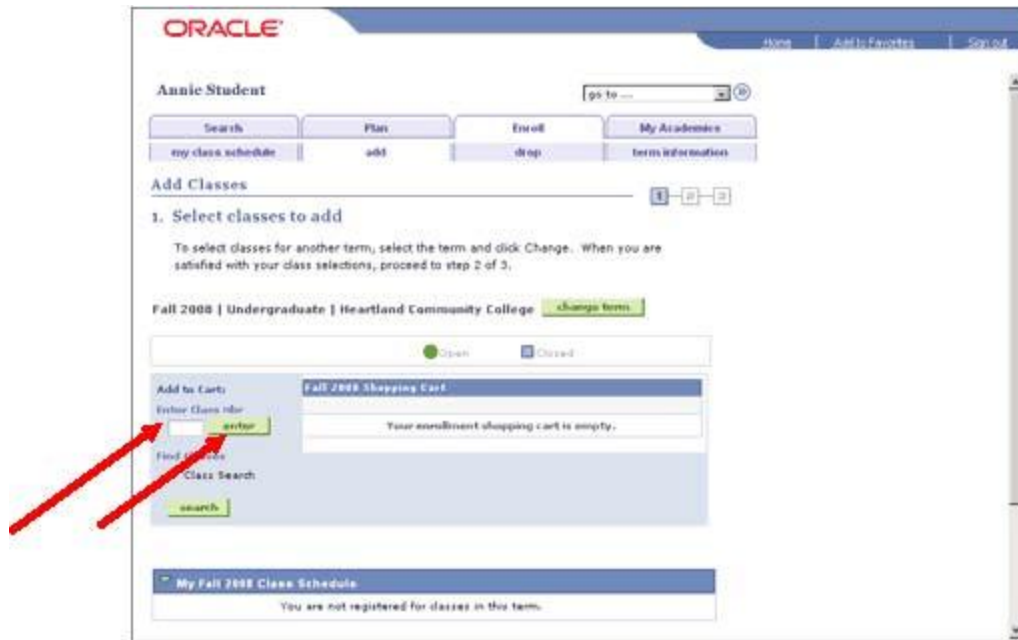 ORACLE'
Home | Add to Favorites | Sign out
Annie Student
go to ...
Search Plan Enroll My Academics
my class schedule add drop term information
Add Classes
1 2 3
1. Select classes to add
To select classes for another term, select the term and click Change. When you are
satisfied with your class selections, proceed to step 2 of 3.
Fall 2008 | Undergraduate | Heartland Community College change term
Open Closed
Add to Cart: Fall 2008 Shopping Cart
Enter Class Nbr
enter Your enrollment shopping cart is empty.
Find
Class Search
search
My Fall 2008 Class Schedule
You are not registered for classes in this term.